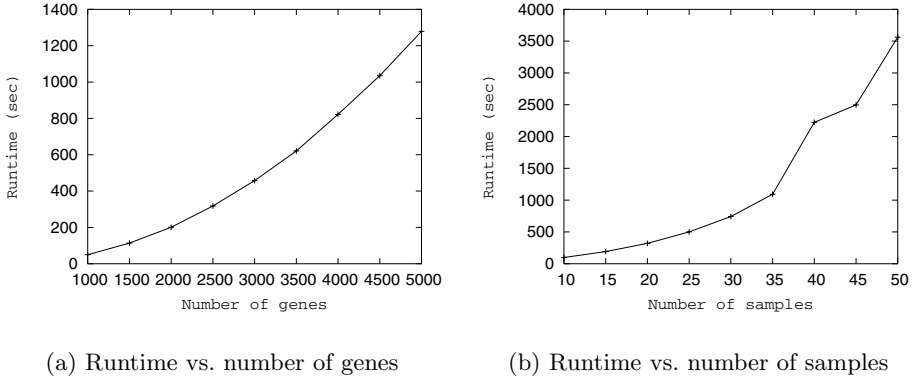 1400
1200
1000
800
600
400
200
0
Runtime (sec)
1000 1500 2000 2500 3000 3500 4000 4500 5000
Number of genes
(a) Runtime vs. number of genes
4000
3500
3000
2500
2000
1500
1000
500
0
Runtime (sec)
10 15 20 25 30 35 40 45 50
Number of samples
(b) Runtime vs. number of samples